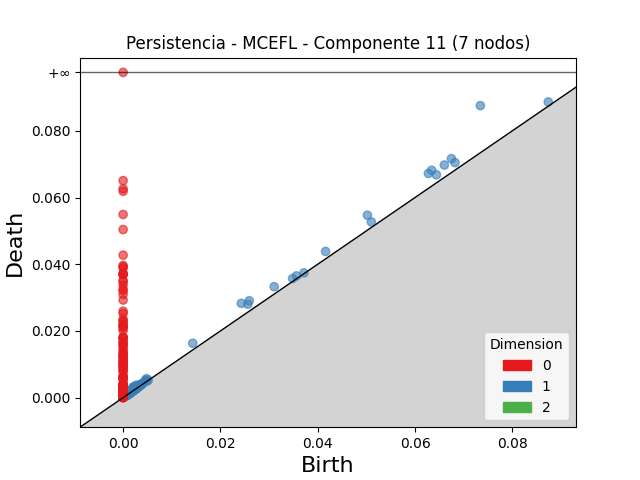 Persistencia - MCEFL - Componente 11 (7 nodos)
+∞
0.080
0.060
0.040
0.020
0.000
Death
0.00 0.02 0.04 0.06 0.08
Birth
Dimension
0
1
2